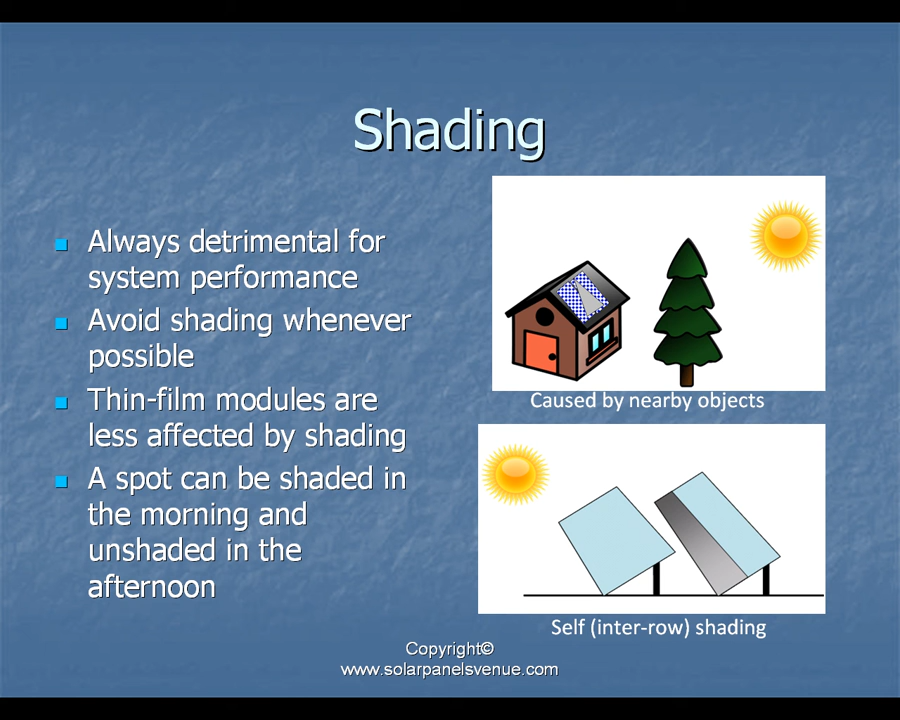 Shading
Always detrimental for
system performance
Avoid shading whenever
possible
Thin-film modules are
less affected by shading
A spot can be shaded in
the morning and
unshaded in the
afternoon
Caused by nearby objects
Self (inter-row) shading
Copyright©
www.solarpanelsvenue.com